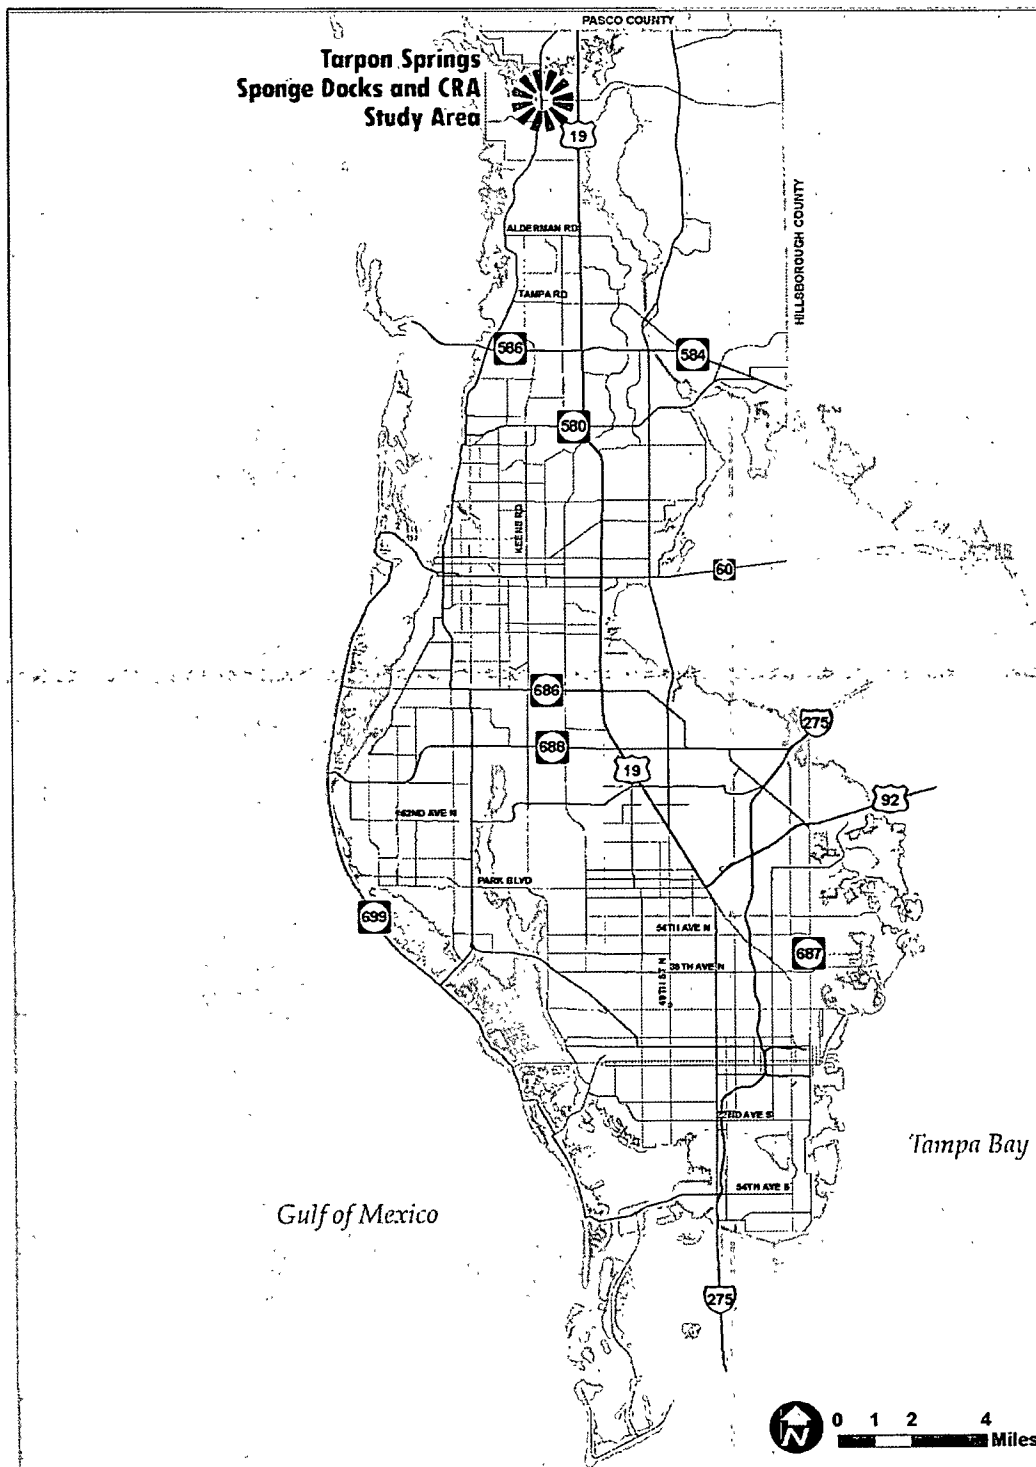 PASCO COUNTY
Tarpon Springs
Sponge Docks and CRA
Study Area
19
HILLSBOROUGH COUNTY
ALDERMAN RD
TAMPA RD
586
584
580
KEENE RD
60
686
275
688
19
92
62ND AVE N
PARK BLVD
699
54TH AVE N
687
38TH AVE N
49TH ST N
22ND AVE S
Tampa Bay
54TH AVE S
Gulf of Mexico
275
N
0 1 2 4
Miles